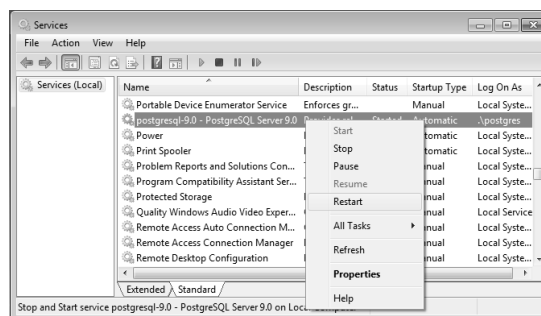 Services
File Action View Help
Services (Local)
Name Description Status Startup Type Log On As
Portable Device Enumerator Service Enforces gr... Manual Local Syste...
postgresql-9.0 - PostgreSQL Server 9.0 Started .\postgres
Power Local Syste...
Print Spooler Local Syste...
Problem Reports and Solutions Con... Local Syste...
Program Compatibility Assistant Ser... Local Syste...
Protected Storage Local Syste...
Quality Windows Audio Video Exper... Local Service
Remote Access Auto Connection M... Local Syste...
Remote Access Connection Manager Local Syste...
Remote Desktop Configuration Local Syste...
Start
Stop
Pause
Resume
Restart
All Tasks
Refresh
Properties
Help
Extended Standard
Stop and Start service postgresql-9.0 - PostgreSQL Server 9.0 on